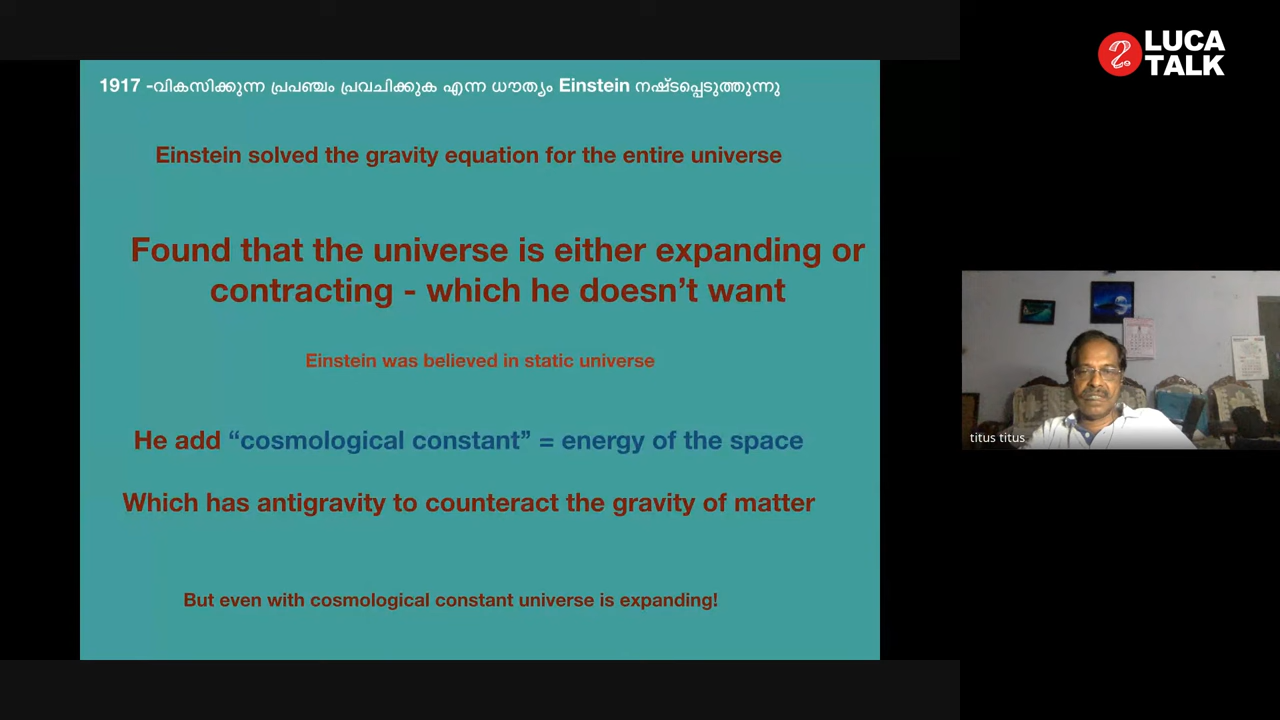 LUCA
TALK
1917 -വികസിക്കുന്ന പ്രപഞ്ചം പ്രവചിക്കുക എന്ന ധൗത്യം Einstein നഷ്ടപ്പെടുത്തുന്നു
Einstein solved the gravity equation for the entire universe
Found that the universe is either expanding or
contracting - which he doesn’t want
Einstein was believed in static universe
He add “cosmological constant” = energy of the space
Which has antigravity to counteract the gravity of matter
But even with cosmological constant universe is expanding!
titus titus